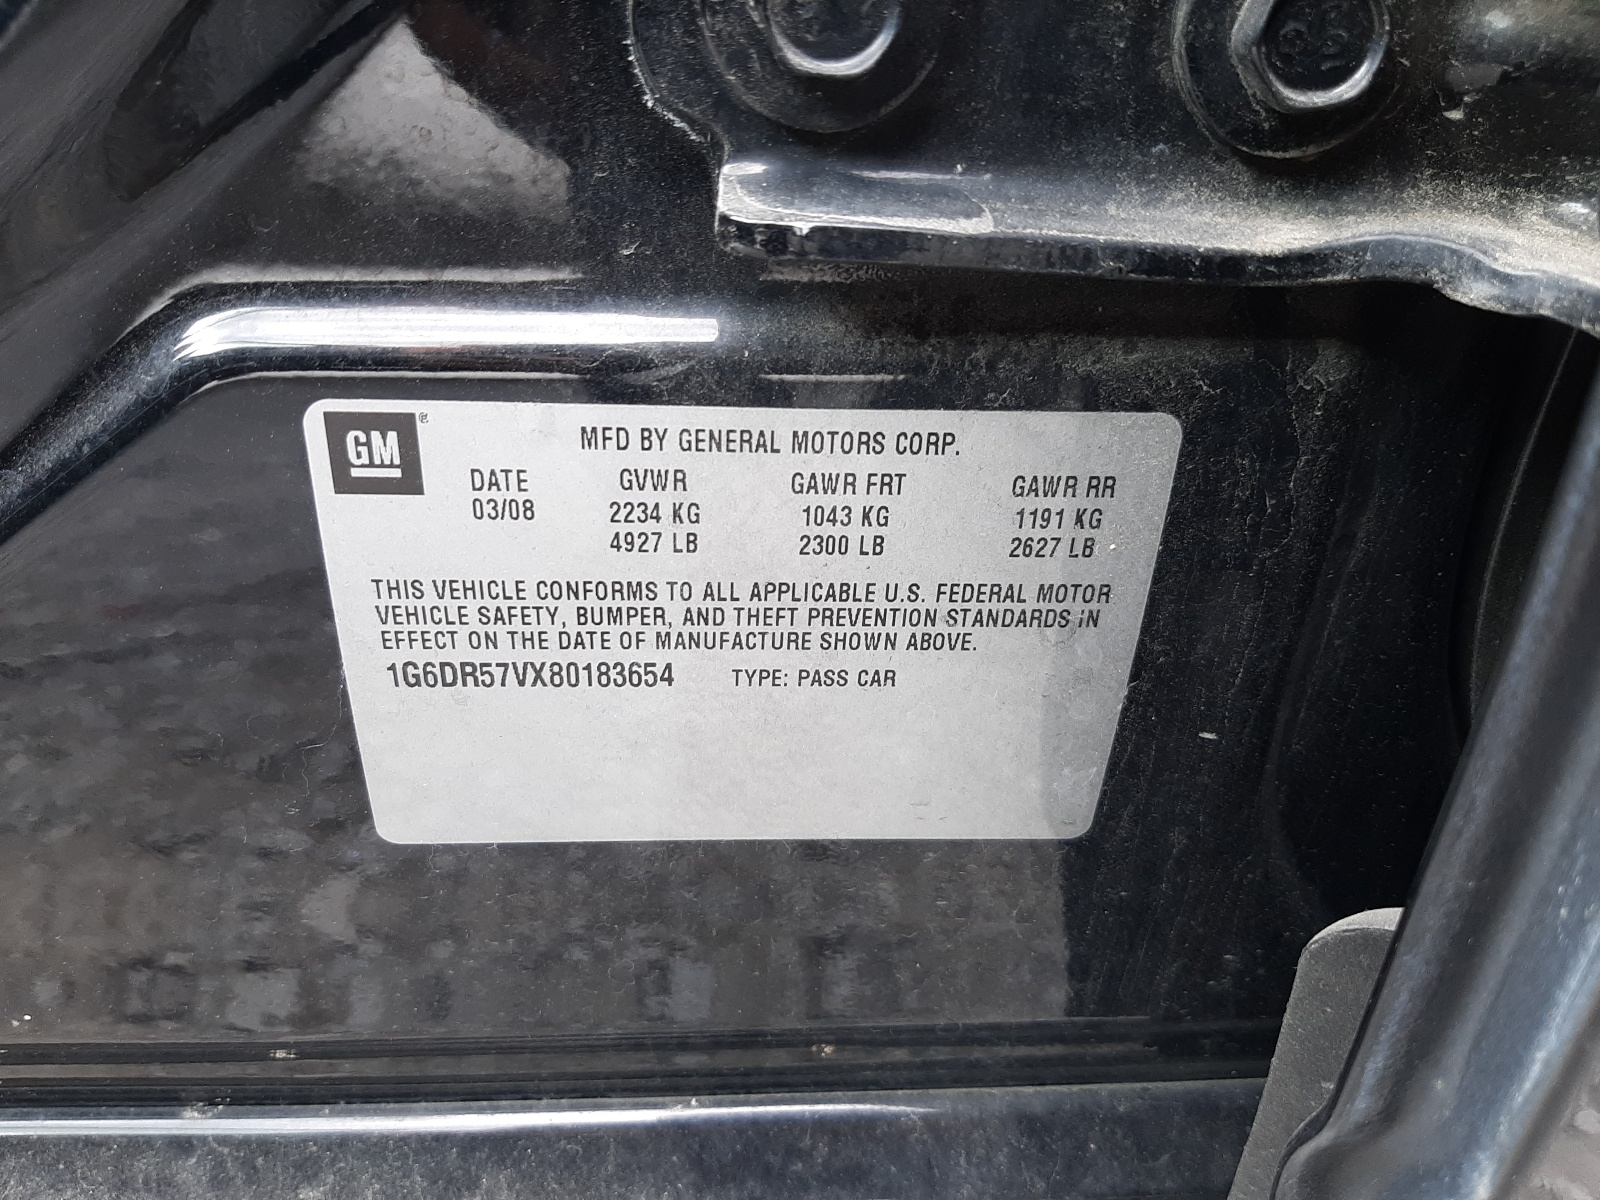 GM
MFD BY GENERAL MOTORS CORP.
DATE GVWR GAWR FRT GAWR RR
03/08 2234 KG 1043 KG 1191 KG
4927 LB 2300 LB 2627 LB
THIS VEHICLE CONFORMS TO ALL APPLICABLE U.S. FEDERAL MOTOR
VEHICLE SAFETY, BUMPER, AND THEFT PREVENTION STANDARDS IN
EFFECT ON THE DATE OF MANUFACTURE SHOWN ABOVE.
1G6DR57VX80183654 TYPE: PASS CAR